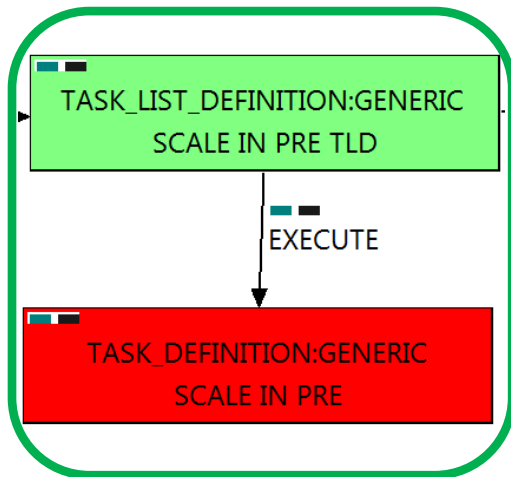 TASK_LIST_DEFINITION:GENERIC
SCALE IN PRE TLD
EXECUTE
TASK_DEFINITION:GENERIC
SCALE IN PRE